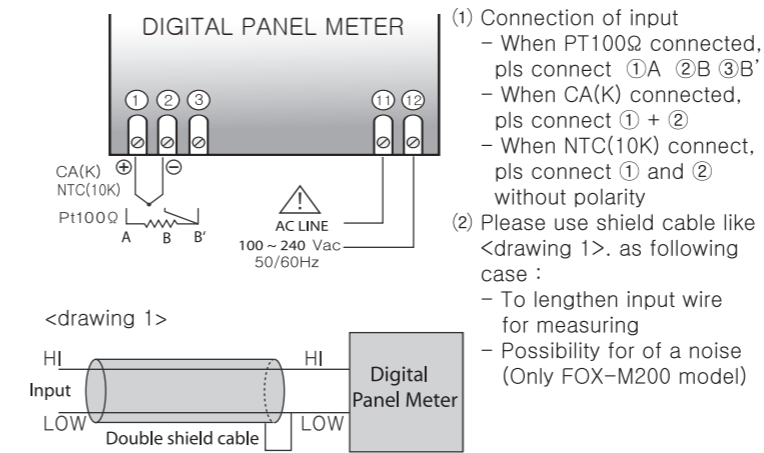 DIGITAL PANEL METER
① ② ③ ⑪ ⑫
CA(K) ⊕ ⊖
NTC(10K)
Pt100Ω
A B B'
AC LINE
100 ~ 240 Vac
50/60Hz
<drawing 1>
HI HI
Input
LOW LOW
Double shield cable
Digital
Panel Meter
(1) Connection of input
- When PT100Ω connected,
pls connect ①A ②B ③B'
- When CA(K) connected,
pls connect ① + ②
- When NTC(10K) connect,
pls connect ① and ②
without polarity
(2) Please use shield cable like
<drawing 1>. as following
case :
- To lengthen input wire
for measuring
- Possibility for of a noise
(Only FOX-M200 model)